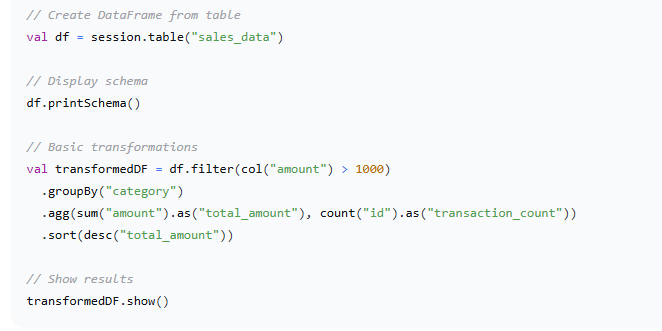 // Create DataFrame from table
val df = session.table("sales_data")
// Display schema
df.printSchema()
// Basic transformations
val transformedDF = df.filter(col("amount") > 1000)
.groupBy("category")
.agg(sum("amount").as("total_amount"), count("id").as("transaction_count"))
.sort(desc("total_amount"))
// Show results
transformedDF.show()